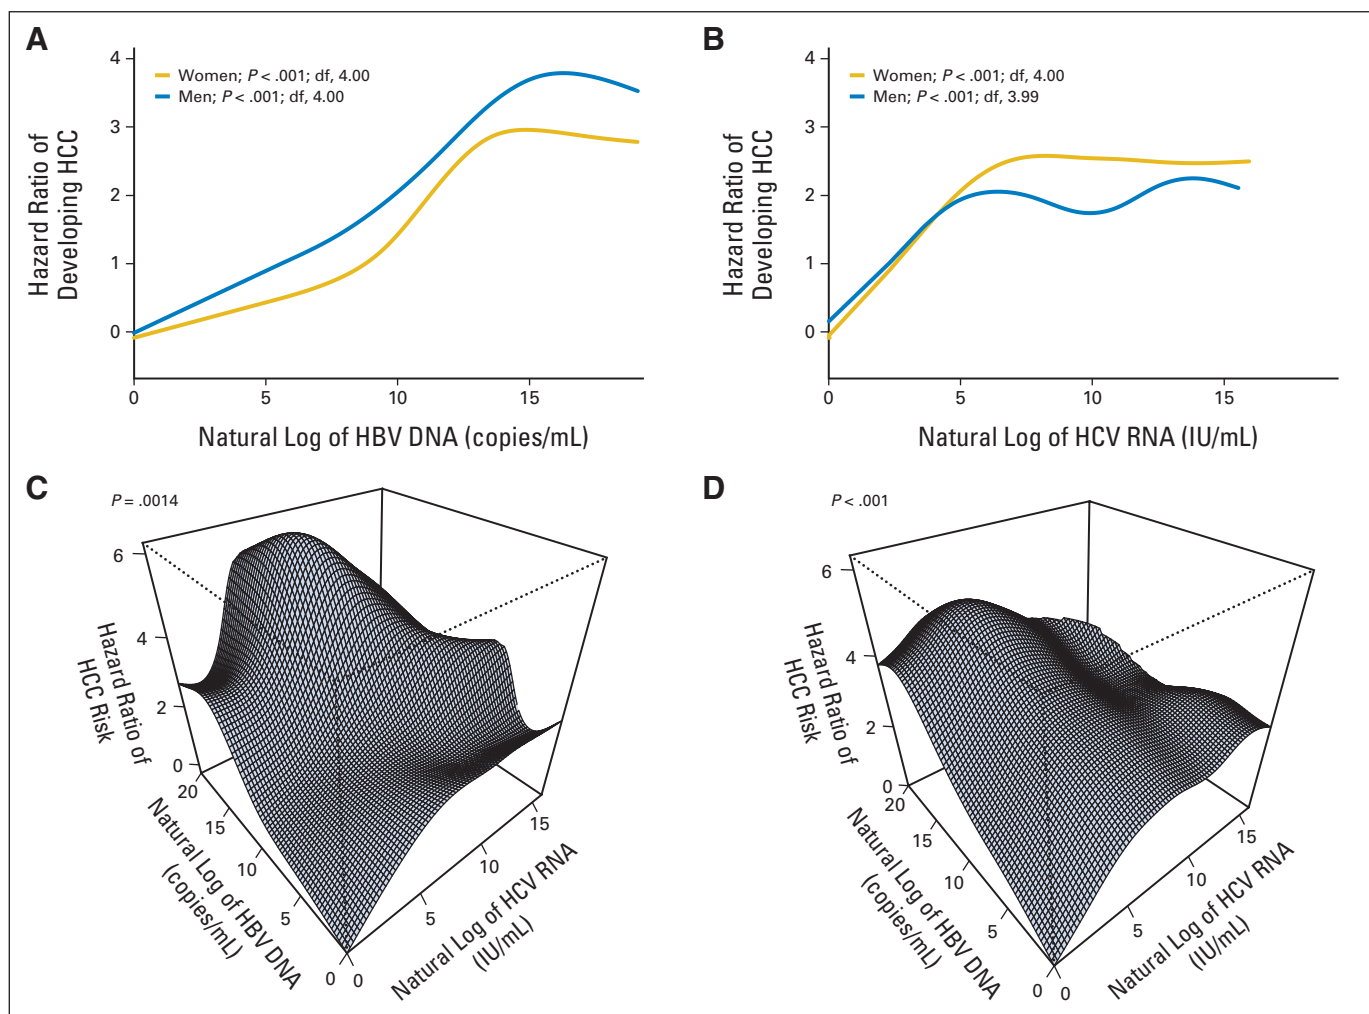 A
Hazard Ratio of
Developing HCC
4
3
2
1
0
Women; P < .001; df, 4.00
Men; P < .001; df, 4.00
0
5
10
15
Natural Log of HBV DNA (copies/mL)
B
Hazard Ratio of
Developing HCC
4
3
2
1
0
Women; P < .001; df, 4.00
Men; P < .001; df, 3.99
0
5
10
15
Natural Log of HCV RNA (IU/mL)
C
P = .0014
Hazard Ratio of
HCC Risk
6
4
2
0
20
15
10
5
0
Natural Log of HBV DNA
(copies/mL)
0
5
10
15
Natural Log of HCV RNA
(IU/mL)
D
P < .001
Hazard Ratio of
HCC Risk
6
4
2
0
20
15
10
5
0
Natural Log of HBV DNA
(copies/mL)
0
5
10
15
Natural Log of HCV RNA
(IU/mL)